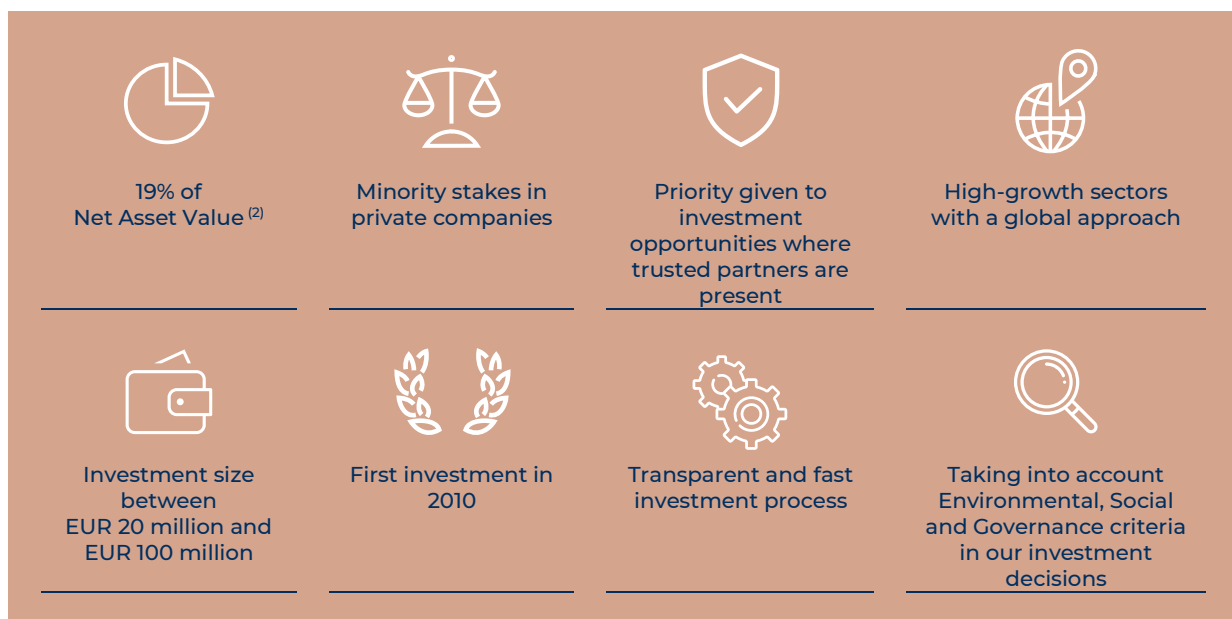 19% of
Net Asset Value (2)
Minority stakes in
private companies
Priority given to
investment
opportunities where
trusted partners are
present
High-growth sectors
with a global approach
Investment size
between
EUR 20 million and
EUR 100 million
First investment in
2010
Transparent and fast
investment process
Taking into account
Environmental, Social
and Governance criteria
in our investment
decisions